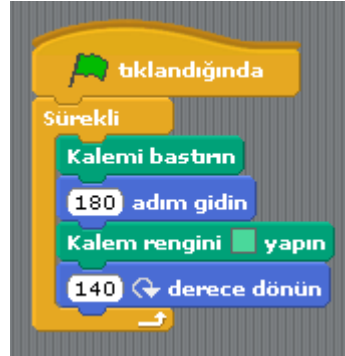 tıklandığında
Sürekli
Kalemi bastırın
180 adım gidin
Kalem rengini yapın
140 derece dönün